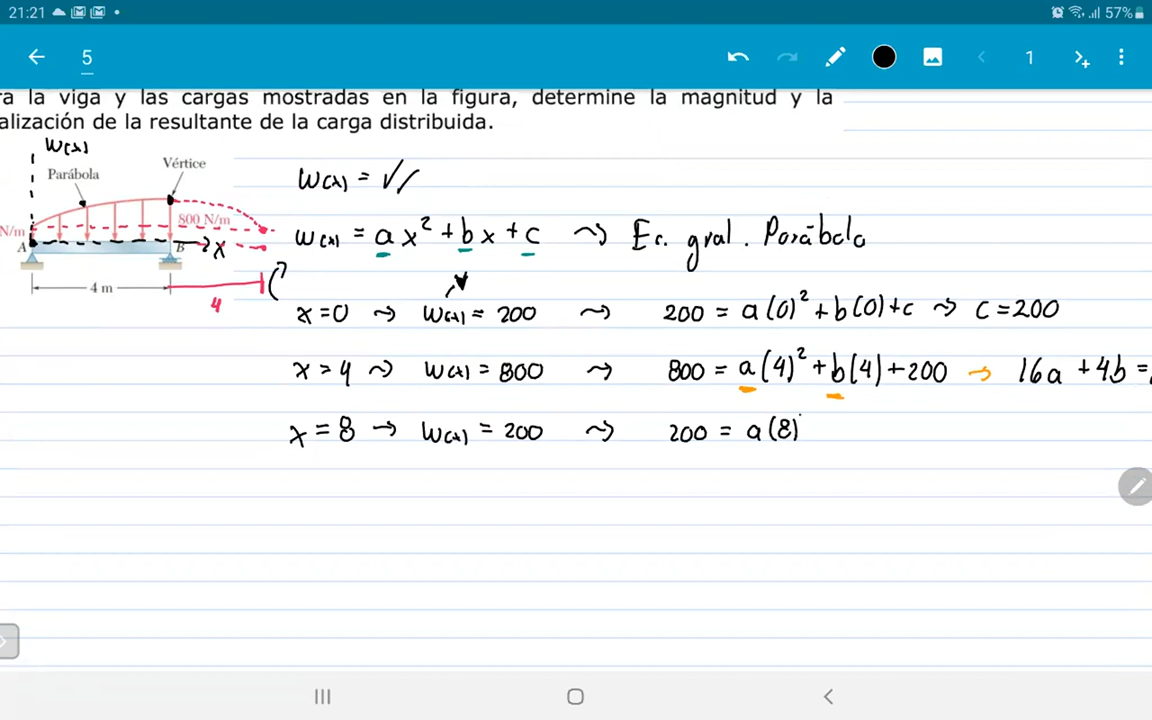 21:21 57%
5 1
ra la viga y las cargas mostradas en la figura, determine la magnitud y la
alización de la resultante de la carga distribuida.
W(x)
Parábola
Vértice
800 N/m
N/m
A
B
x
4 m
4
W(x) = √/
W(x) = ax² + bx + c ⇝ Ec. gral. Parábola
x=0 ⇝ W(x) = 200 ⇝ 200 = a(0)² + b(0) + c ⇝ C = 200
x = 4 ⇝ W(x) = 800 ⇝ 800 = a(4)² + b(4) + 200 → 16a + 4b =
x = 8 → W(x) = 200 ⇝ 200 = a(8)